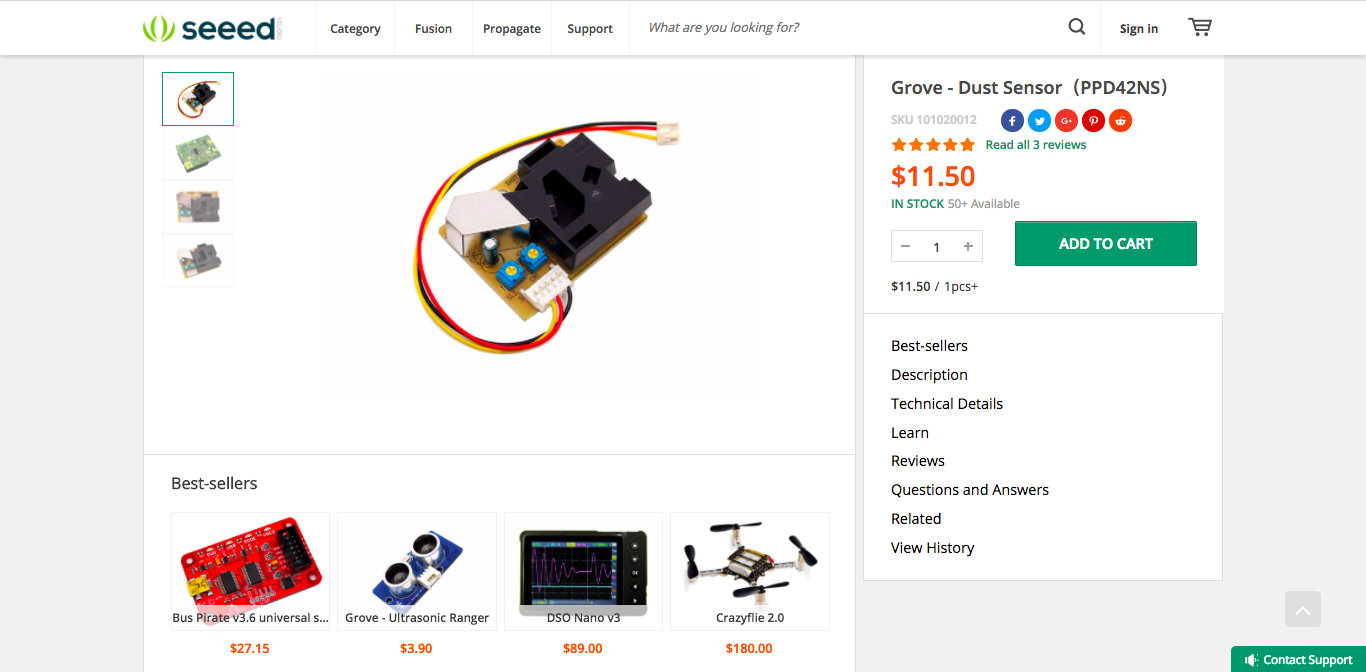 seeed
Category
Fusion
Propagate
Support
What are you looking for?
Sign in
Grove - Dust Sensor（PPD42NS）
SKU 101020012
Read all 3 reviews
$11.50
IN STOCK 50+ Available
1
ADD TO CART
$11.50 / 1pcs+
Best-sellers
Description
Technical Details
Learn
Reviews
Questions and Answers
Related
View History
Best-sellers
Bus Pirate v3.6 universal s...
$27.15
Grove - Ultrasonic Ranger
$3.90
DSO Nano v3
$89.00
Crazyflie 2.0
$180.00
Contact Support